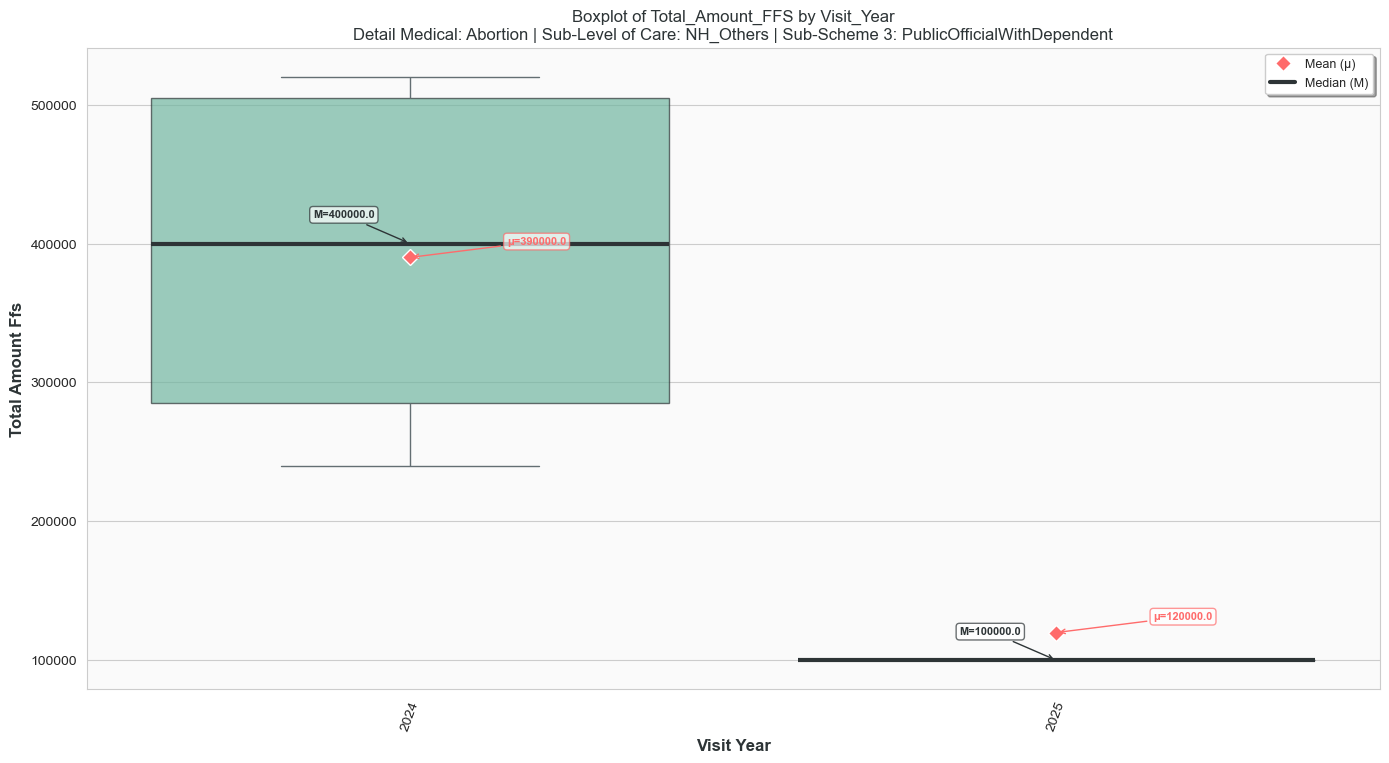 Boxplot of Total_Amount_FFS by Visit_Year
Detail Medical: Abortion | Sub-Level of Care: NH_Others | Sub-Scheme 3: PublicOfficialWithDependent
Mean (μ)
Median (M)
Total Amount Ffs
500000
400000
300000
200000
100000
M=400000.0
μ=390000.0
M=100000.0
μ=120000.0
2024
2025
Visit Year